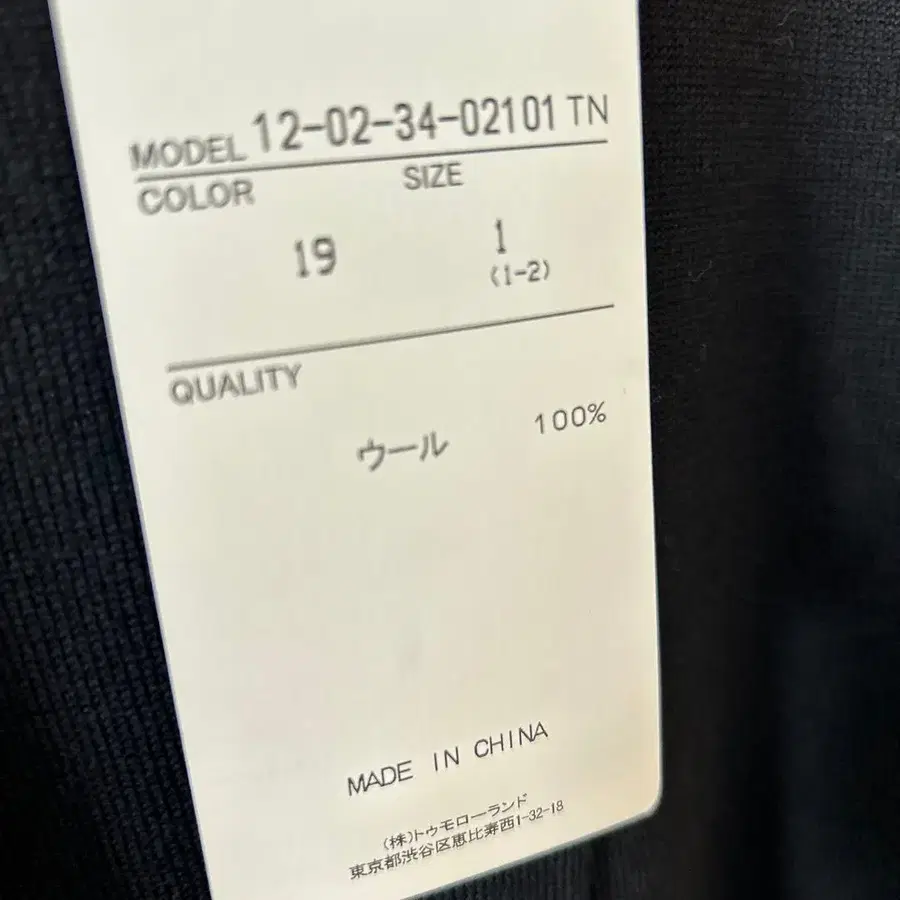 MODEL 12-02-34-02101 TN
COLOR SIZE
19 1
(1-2)
QUALITY
ウール 100%
MADE IN CHINA
(株)トゥモローランド
東京都渋谷区恵比寿西1-32-18